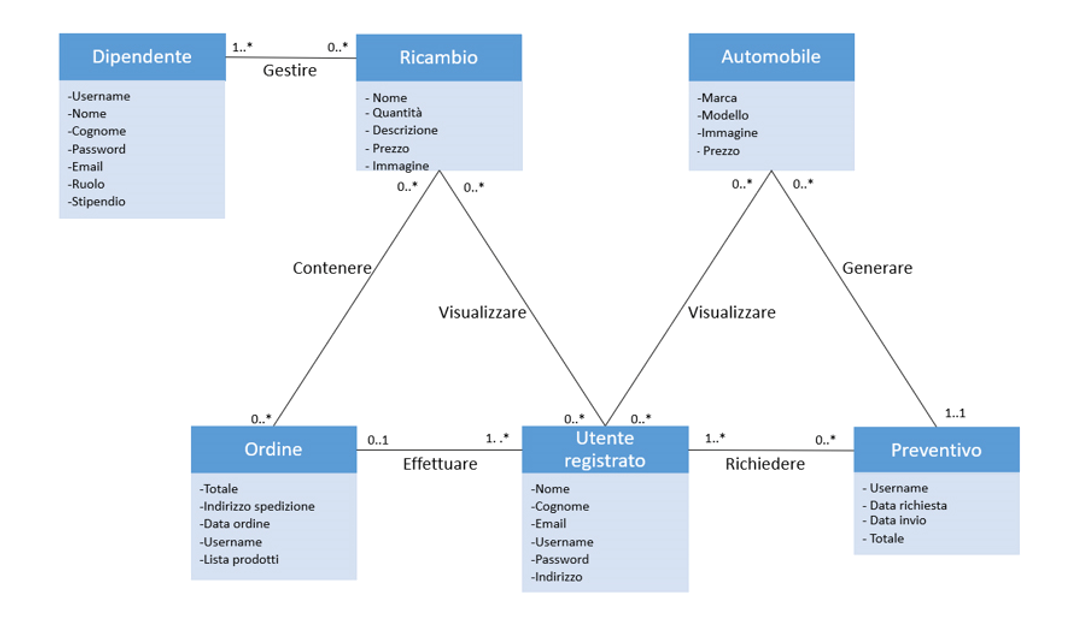 Dipendente
-Username
-Nome
-Cognome
-Password
-Email
-Ruolo
-Stipendio
1..*
0..*
Gestire
Ricambio
- Nome
- Quantità
- Descrizione
- Prezzo
- Immagine
Automobile
-Marca
-Modello
-Immagine
- Prezzo
0..*
0..*
0..*
0..*
Contenere
Visualizzare
Visualizzare
Generare
0..*
0..*
0..*
1..1
Ordine
-Totale
-Indirizzo spedizione
-Data ordine
-Username
-Lista prodotti
0..1
1. .*
Effettuare
Utente
registrato
-Nome
-Cognome
-Email
-Username
-Password
-Indirizzo
1..*
0..*
Richiedere
Preventivo
- Username
- Data richiesta
- Data invio
- Totale